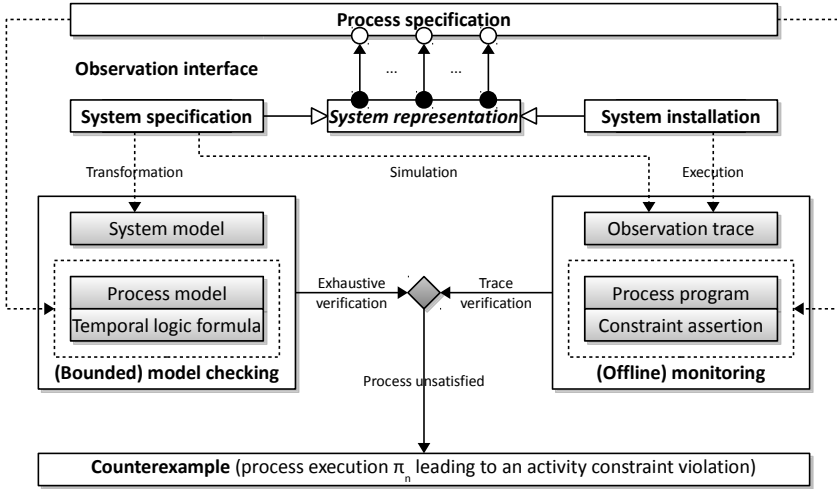 Process specification
Observation interface
... ...
System specification
System representation
System installation
Transformation
Simulation
Execution
System model
Observation trace
Process model
Temporal logic formula
(Bounded) model checking
Exhaustive
verification
Trace
verification
Process program
Constraint assertion
(Offline) monitoring
Process unsatisfied
Counterexample (process execution π_n leading to an activity constraint violation)